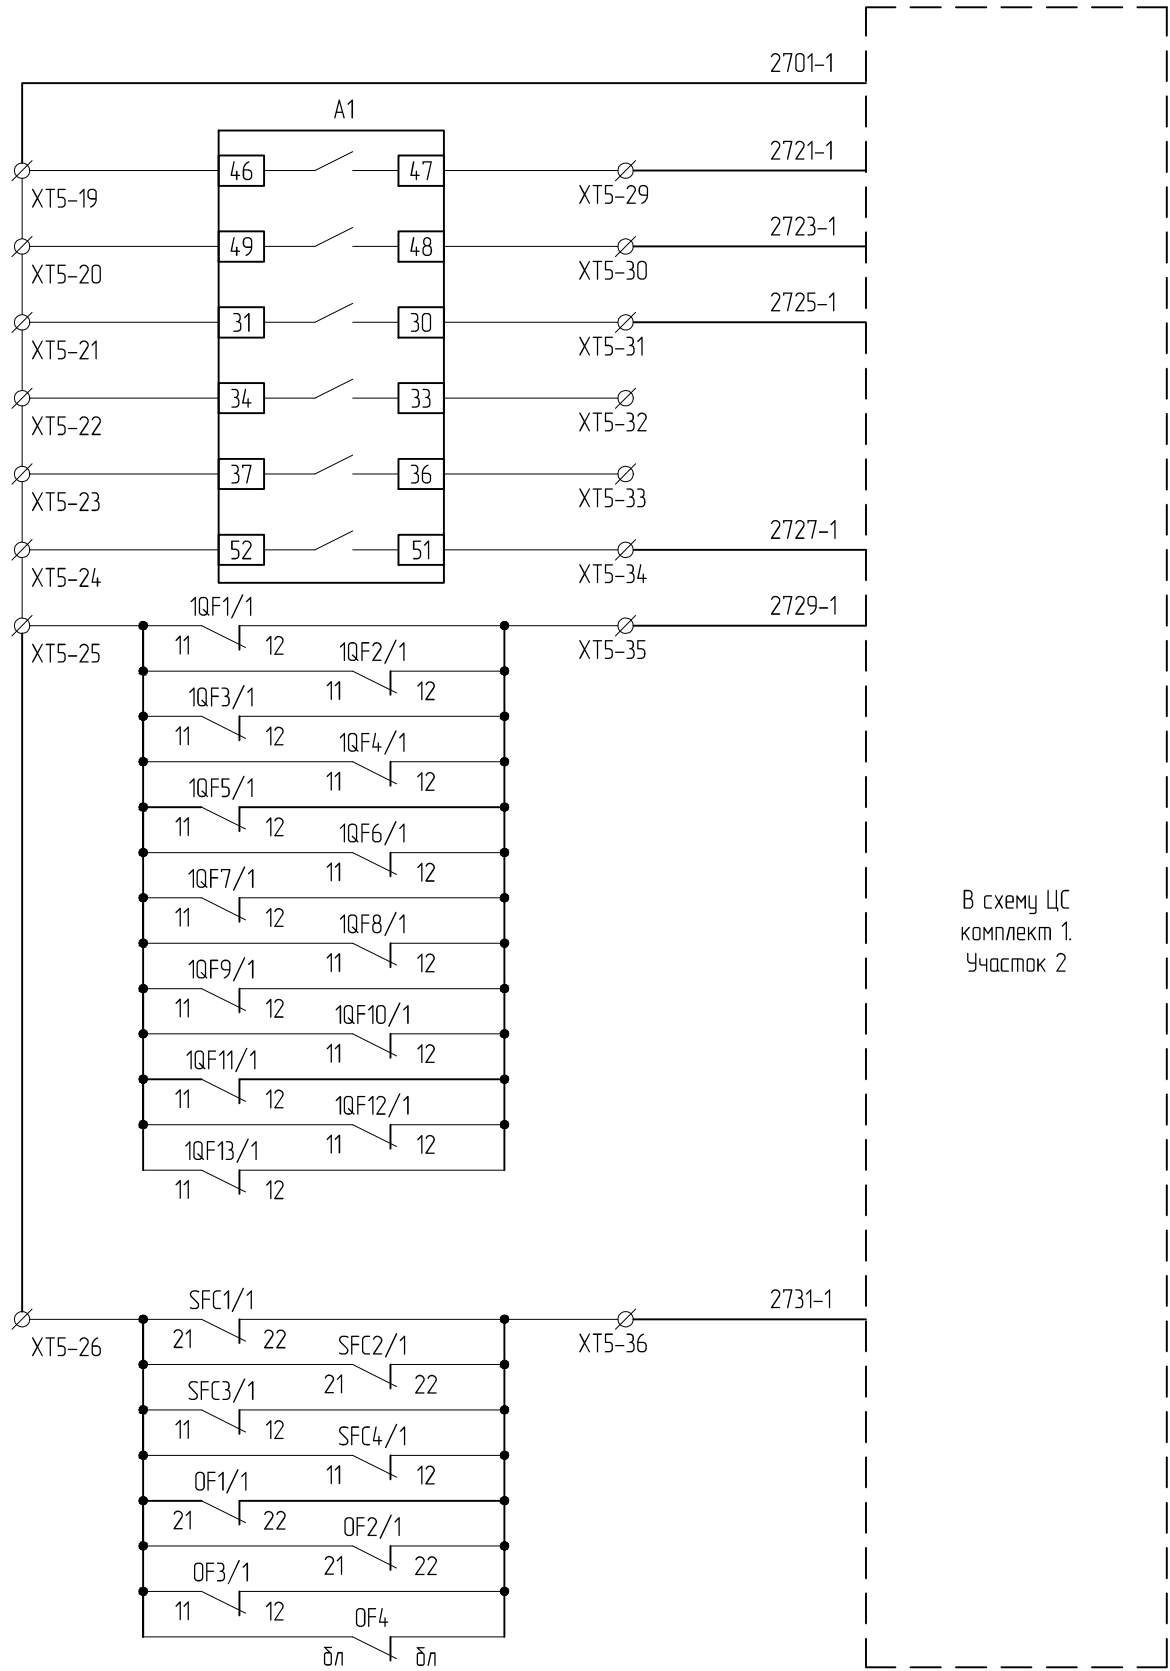 2701-1
A1
2721-1
46
47
XT5-19
XT5-29
2723-1
49
48
XT5-20
XT5-30
2725-1
31
30
XT5-21
XT5-31
34
33
XT5-22
XT5-32
37
36
XT5-23
XT5-33
2727-1
52
51
XT5-24
XT5-34
1QF1/1
2729-1
XT5-25
11
12
XT5-35
1QF2/1
11
12
1QF3/1
11
12
1QF4/1
11
12
1QF5/1
11
12
1QF6/1
11
12
1QF7/1
11
12
1QF8/1
11
12
В схему ЦС
комплект 1.
Участок 2
1QF9/1
11
12
1QF10/1
11
12
1QF11/1
11
12
1QF12/1
11
12
1QF13/1
11
12
SFC1/1
2731-1
XT5-26
21
22
XT5-36
SFC2/1
21
22
SFC3/1
11
12
SFC4/1
11
12
OF1/1
21
22
OF2/1
21
22
OF3/1
11
12
OF4
бл
бл